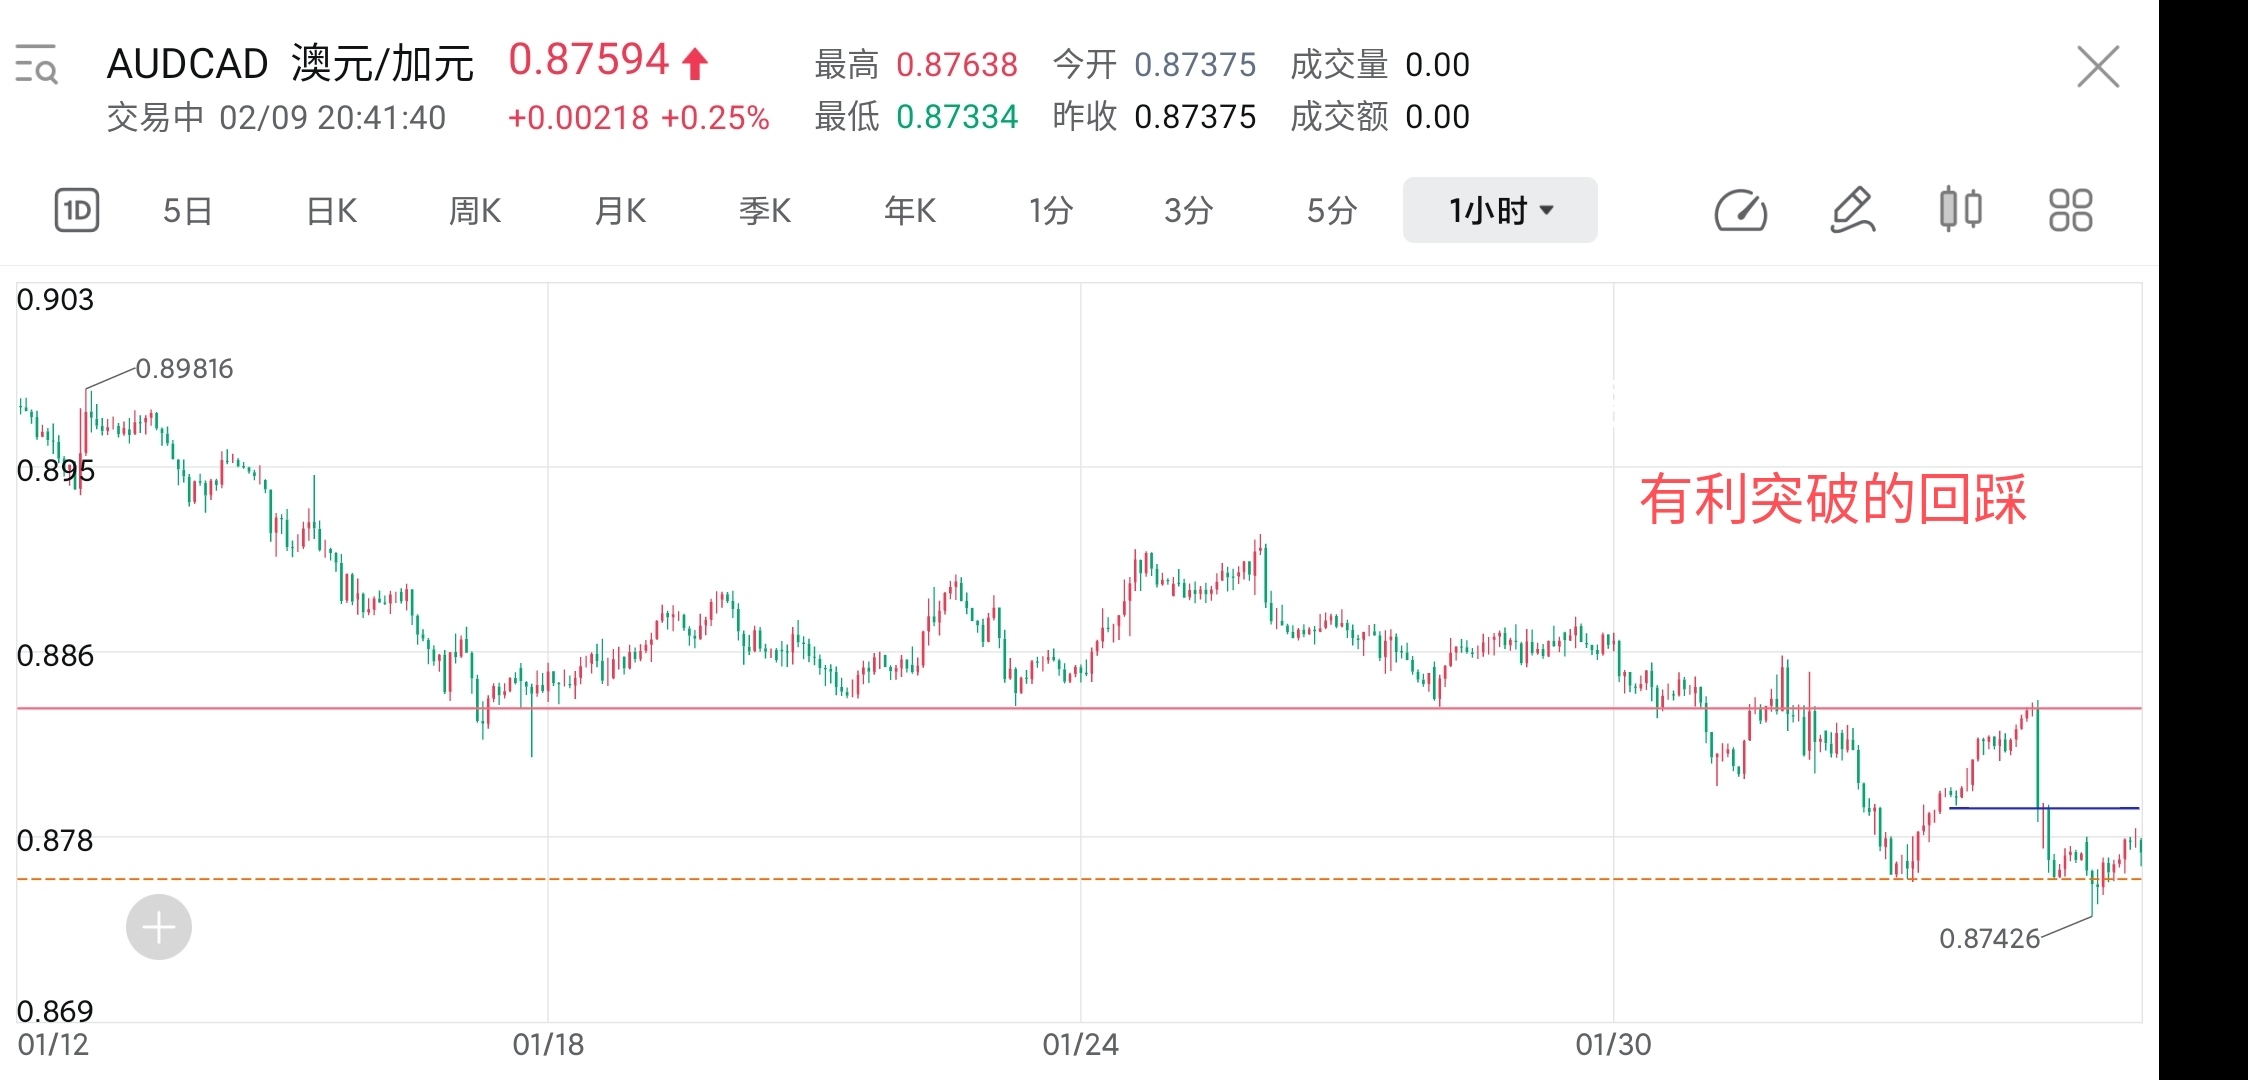 AUDCAD 澳元/加元 0.87594 最高 0.87638 今开 0.87375 成交量 0.00
交易中 02/09 20:41:40 +0.00218 +0.25% 最低 0.87334 昨收 0.87375 成交额 0.00
1D 5日 日K 周K 月K 季K 年K 1分 3分 5分 1小时
0.903
0.89816
0.895
有利突破的回踩
0.886
0.878
0.87426
0.869
01/12 01/18 01/24 01/30